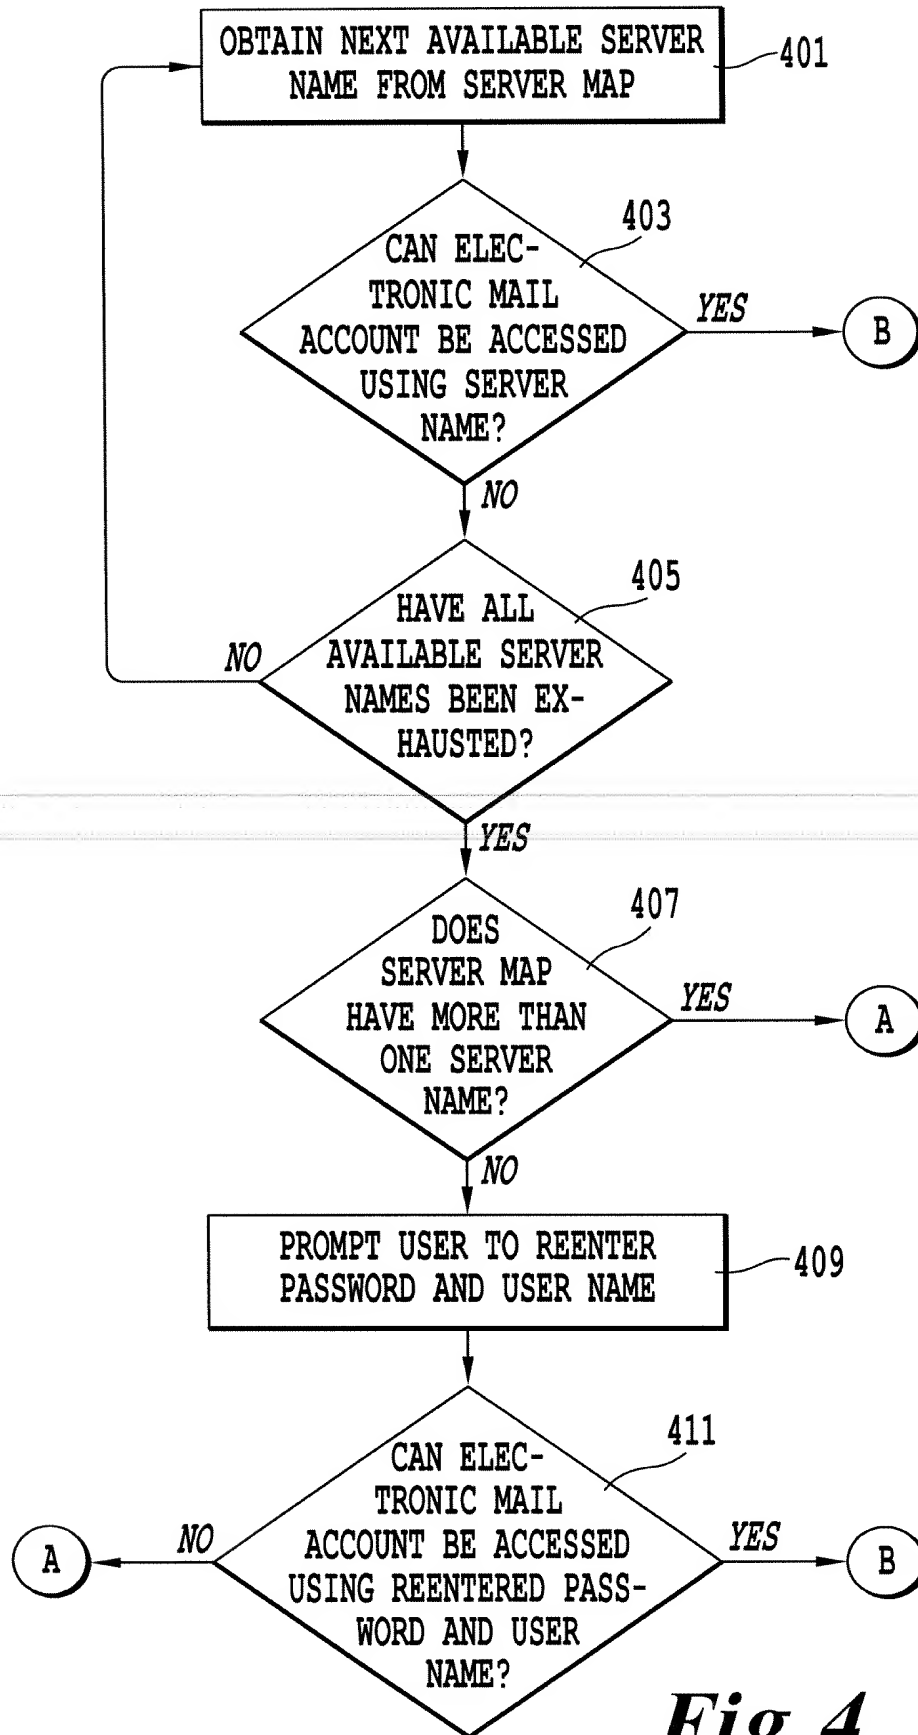 OBTAIN NEXT AVAILABLE SERVER
NAME FROM SERVER MAP
401
403
CAN ELEC-
TRONIC MAIL
ACCOUNT BE ACCESSED
USING SERVER
NAME?
YES
B
NO
405
HAVE ALL
AVAILABLE SERVER
NAMES BEEN EX-
HAUSTED?
NO
YES
407
DOES
SERVER MAP
HAVE MORE THAN
ONE SERVER
NAME?
YES
A
NO
PROMPT USER TO REENTER
PASSWORD AND USER NAME
409
411
CAN ELEC-
TRONIC MAIL
ACCOUNT BE ACCESSED
USING REENTERED PASS-
WORD AND USER
NAME?
NO
A
YES
B
Fig 4